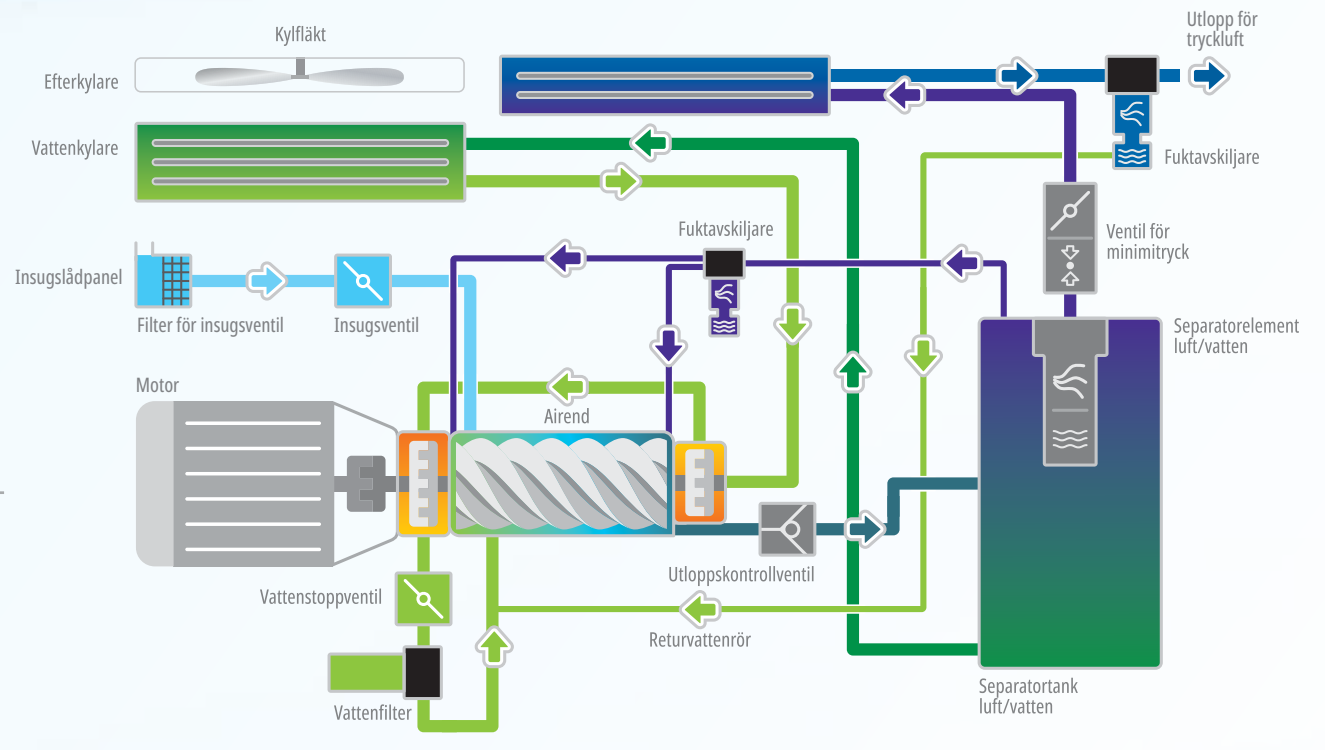 Utlopp för
tryckluft
Kylfläkt
Efterkylare
Vattenkylare
Fuktavskiljare
Fuktavskiljare
Ventil för
minimitryck
Insugslådpanel
Filter för insugsventil
Insugsventil
Separatorelement
luft/vatten
Motor
Airend
Utloppskontrollventil
Vattenstoppventil
Returvattenrör
Separatortank
luft/vatten
Vattenfilter